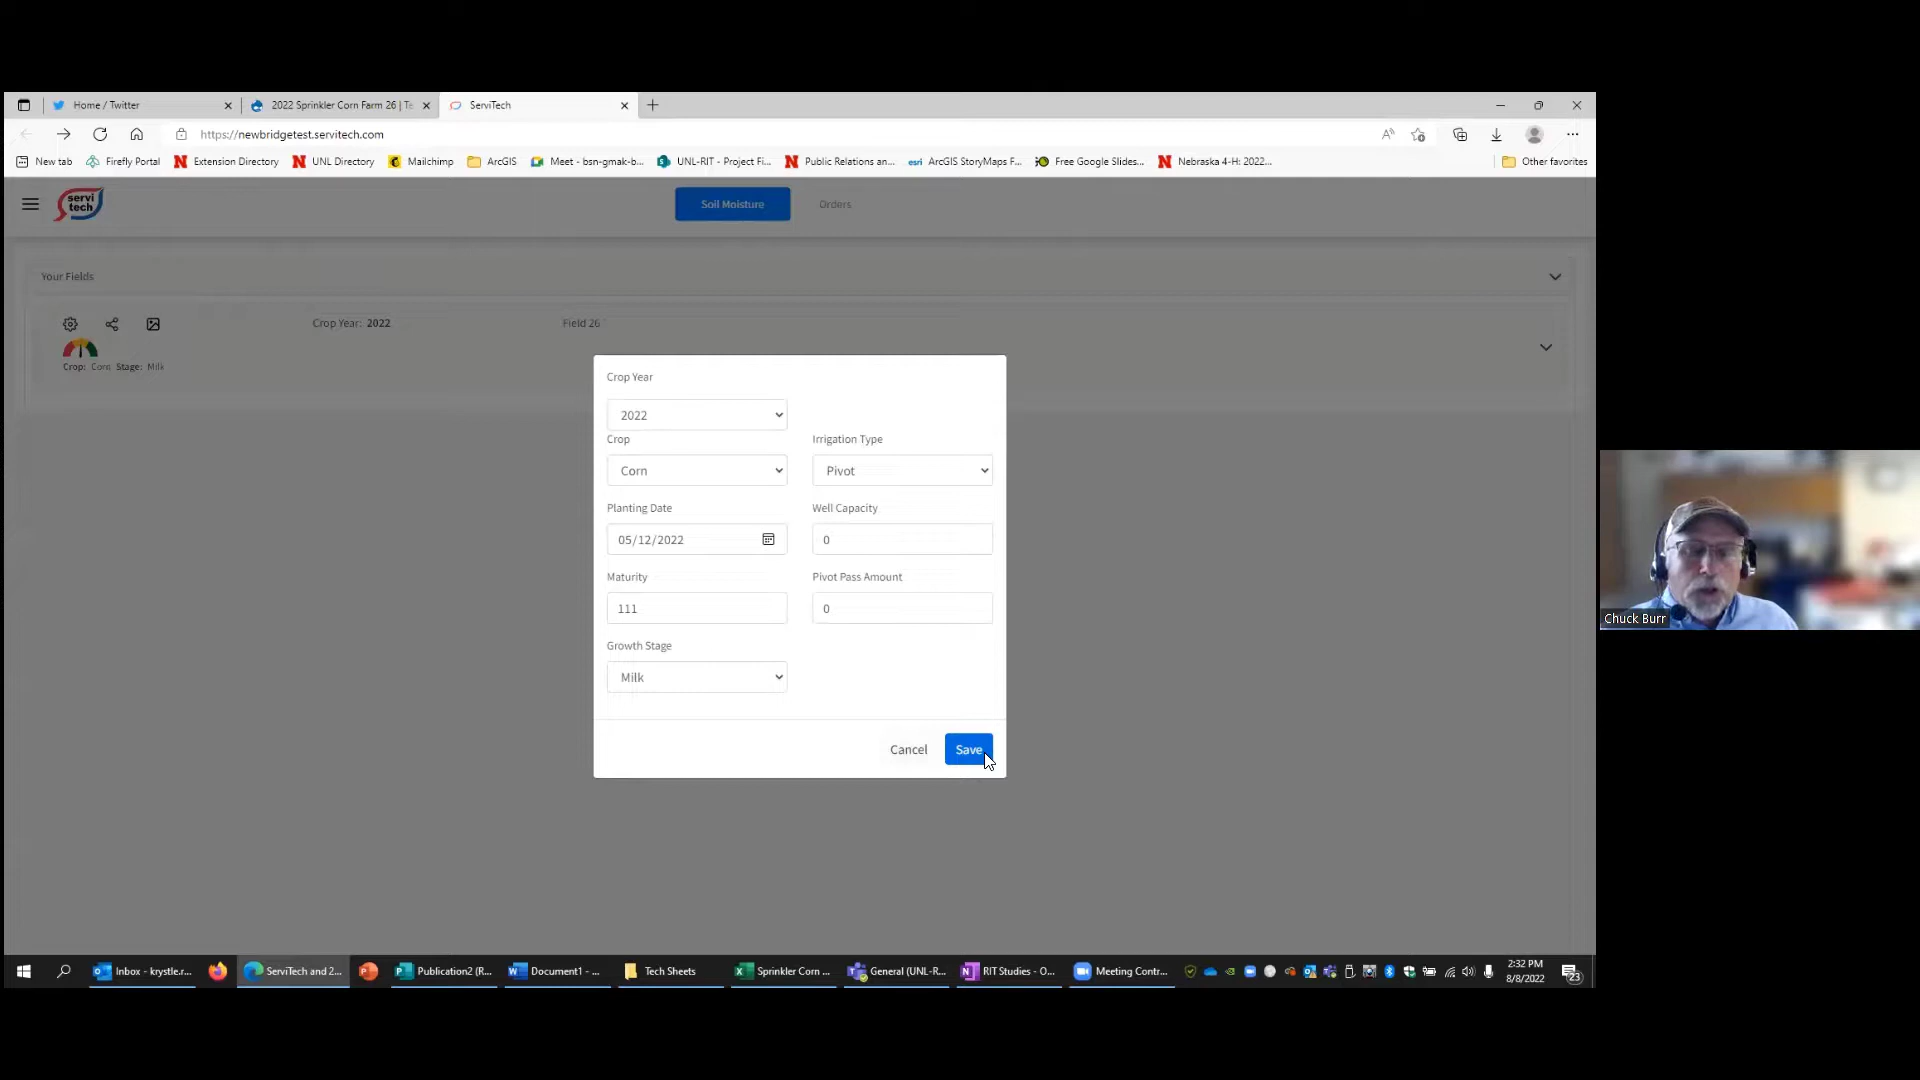 Home / Twitter
2022 Sprinkler Corn Farm 26 | Te
ServiTech
https://newbridgetest.servitech.com
New tab
Firefly Portal
Extension Directory
UNL Directory
Mailchimp
ArcGIS
Meet - bsn-gmak-b...
UNL-RIT - Project Fi...
Public Relations an...
esri ArcGIS StoryMaps F...
Free Google Slides...
Nebraska 4-H: 2022...
Other favorites
servi
tech
Soil Moisture
Orders
Your Fields
Crop Year: 2022
Field 26
Crop: Corn Stage: Milk
Crop Year
2022
Crop
Irrigation Type
Corn
Pivot
Planting Date
Well Capacity
05/12/2022
0
Maturity
Pivot Pass Amount
111
0
Growth Stage
Milk
Cancel
Save
Chuck Burr
Inbox - krystle.r...
ServiTech and 2...
Publication2 (R...
Document1 - ...
Tech Sheets
Sprinkler Corn ...
General (UNL-R...
RIT Studies - O...
Meeting Contr...
2:32 PM
8/8/2022
23